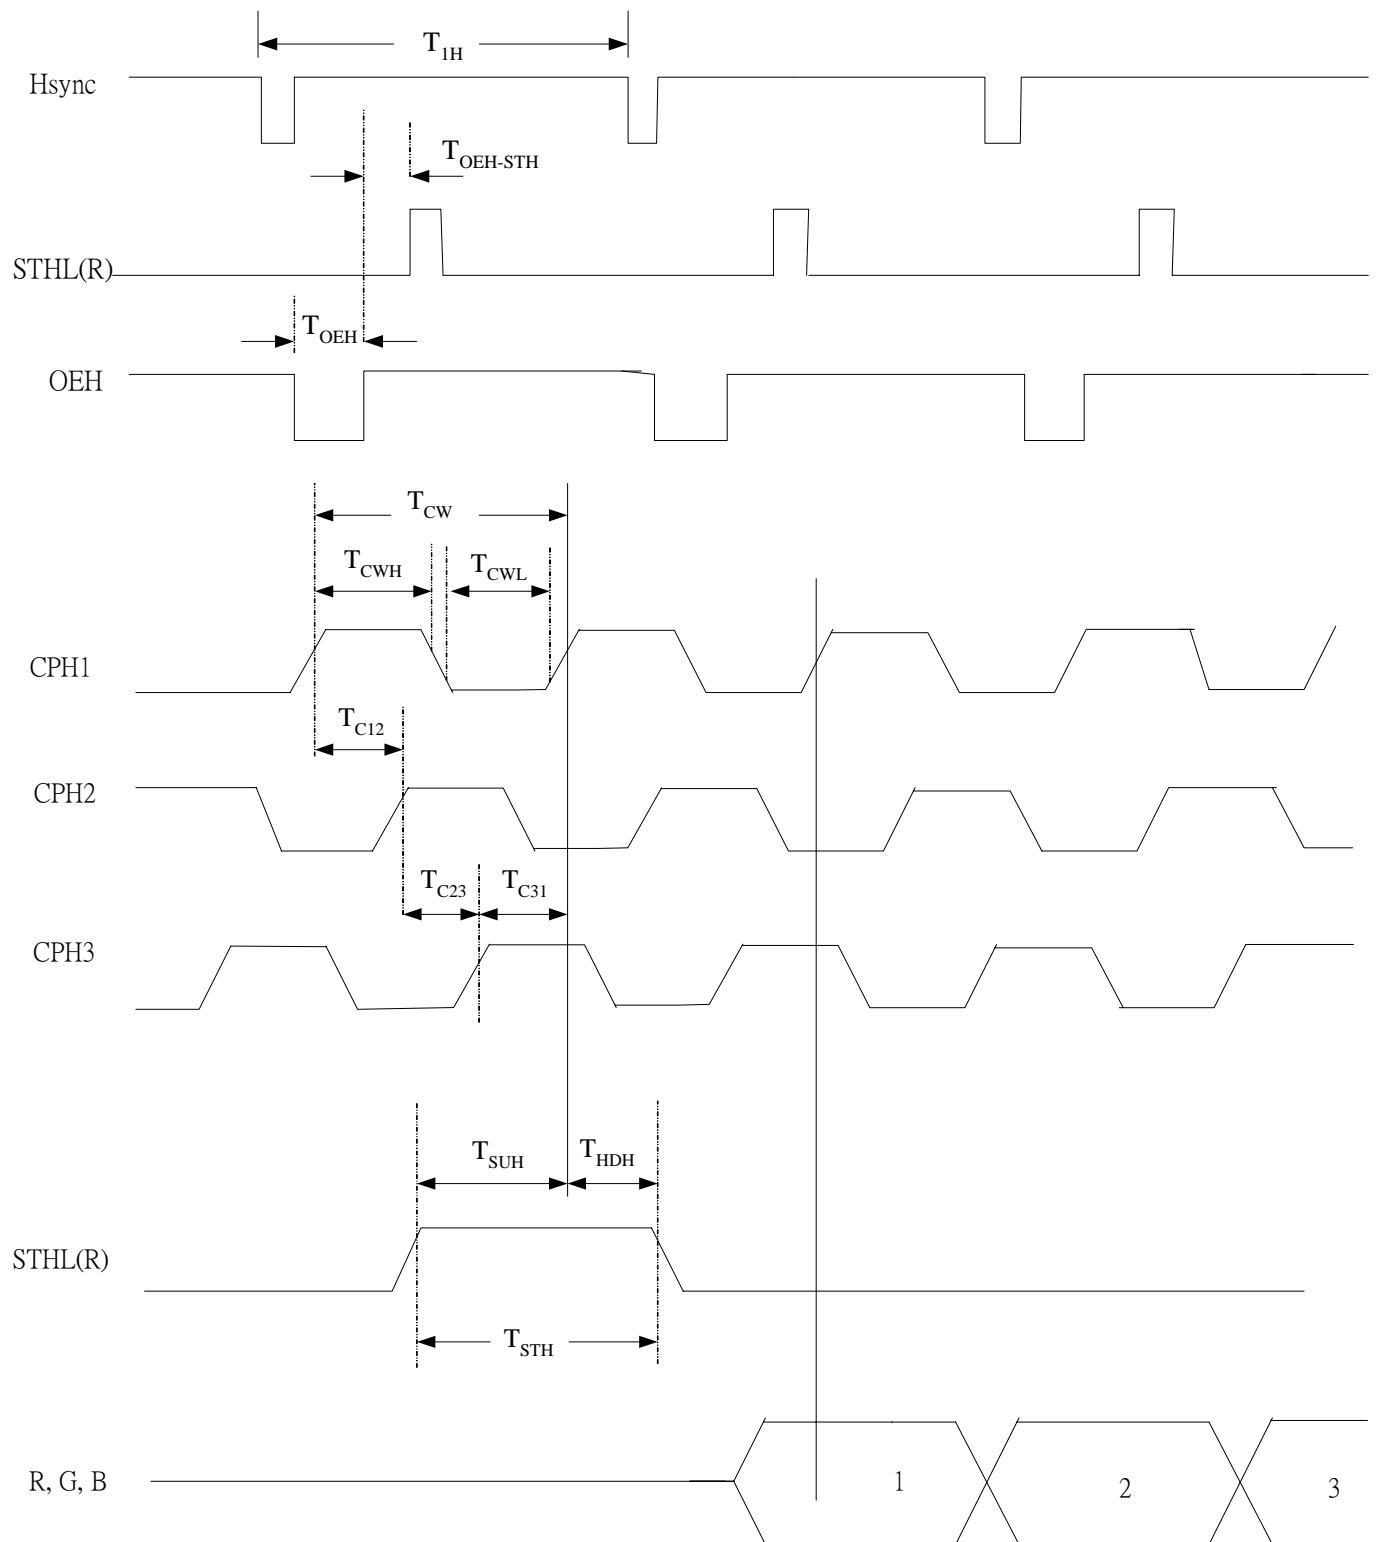 T1H
Hsync
TOEH-STH
STHL(R)
TOEH
OEH
TCW
TCWH
TCWL
CPH1
TC12
CPH2
TC23
TC31
CPH3
TSUH
THDH
STHL(R)
TSTH
R, G, B
1
2
3